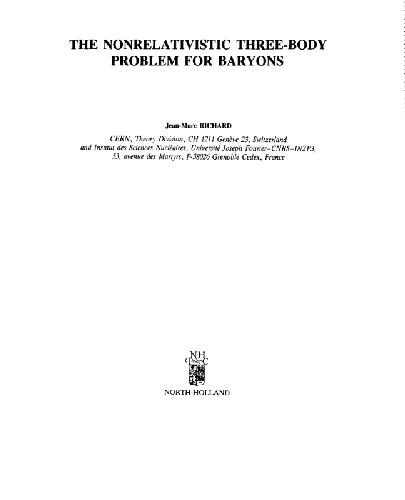 THE NONRELATIVISTIC THREE-BODY
PROBLEM FOR BARYONS
Jean-Marc RICHARD
CERN, Theory Division, CH 1211 Genève 23, Switzerland
and Institut des Sciences Nucléaires, Université Joseph Fourier–CNRS–IN2P3,
53, avenue des Martyrs, F-38026 Grenoble Cedex, France
NH
NORTH-HOLLAND